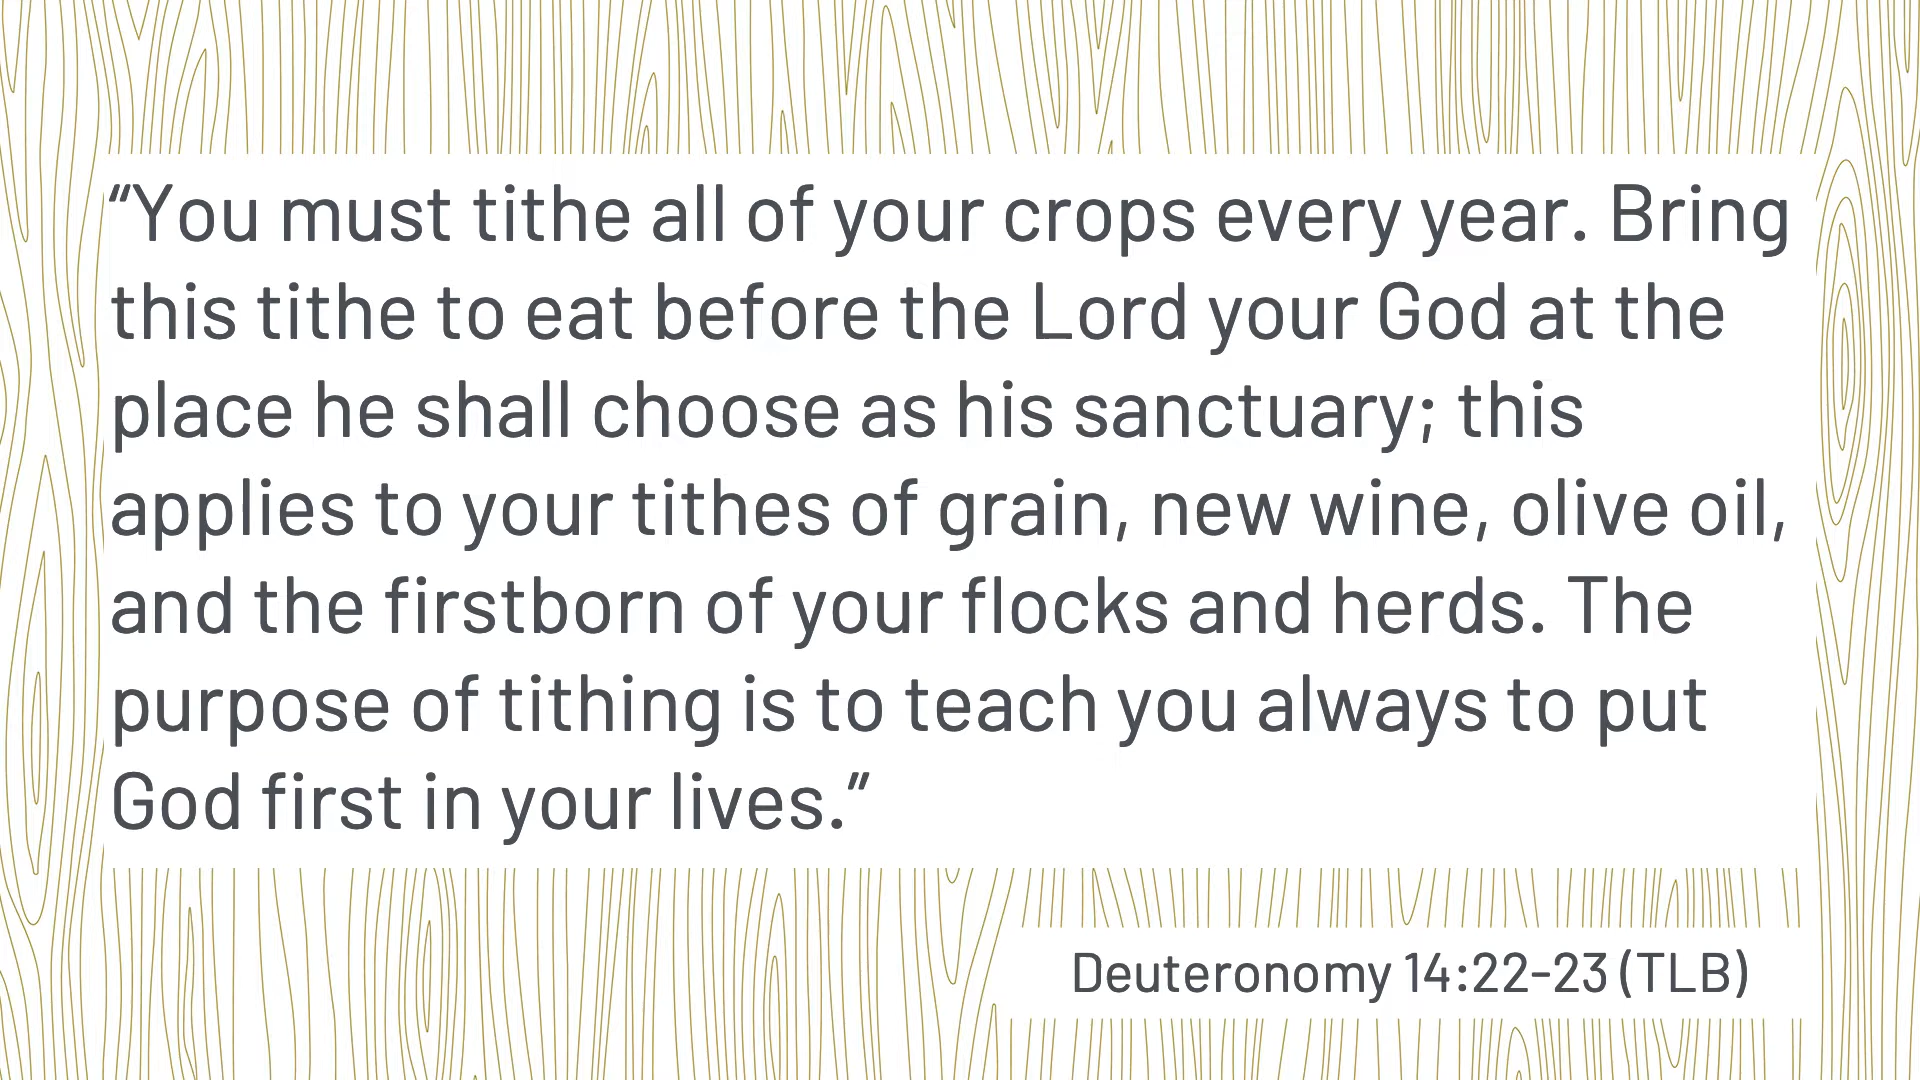 “You must tithe all of your crops every year. Bring
this tithe to eat before the Lord your God at the
place he shall choose as his sanctuary; this
applies to your tithes of grain, new wine, olive oil,
and the firstborn of your flocks and herds. The
purpose of tithing is to teach you always to put
God first in your lives.”
Deuteronomy 14:22-23 (TLB)